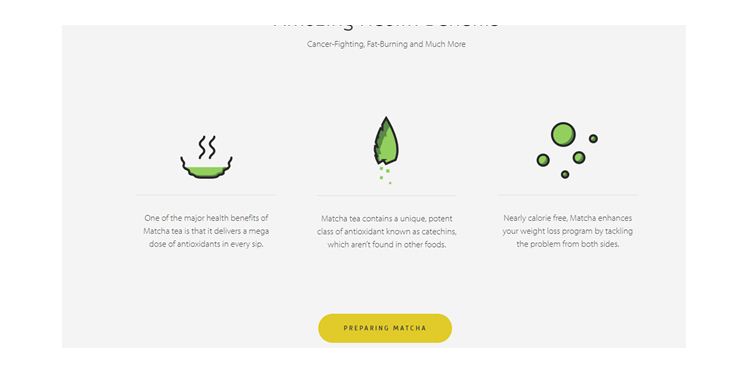 Amazing Health Benefits
Cancer-Fighting, Fat-Burning and Much More
One of the major health benefits of
Matcha tea is that it delivers a mega
dose of antioxidants in every sip.
Matcha tea contains a unique, potent
class of antioxidant known as catechins,
which aren't found in other foods.
Nearly calorie free, Matcha enhances
your weight loss program by tackling
the problem from both sides.
PREPARING MATCHA